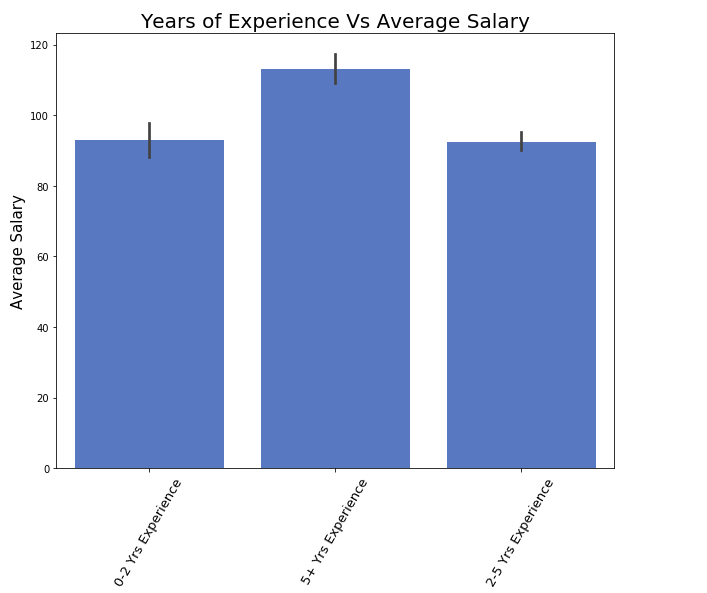 Years of Experience Vs Average Salary
Average Salary
120
100
80
60
40
20
0
0-2 Yrs Experience
5+ Yrs Experience
2-5 Yrs Experience